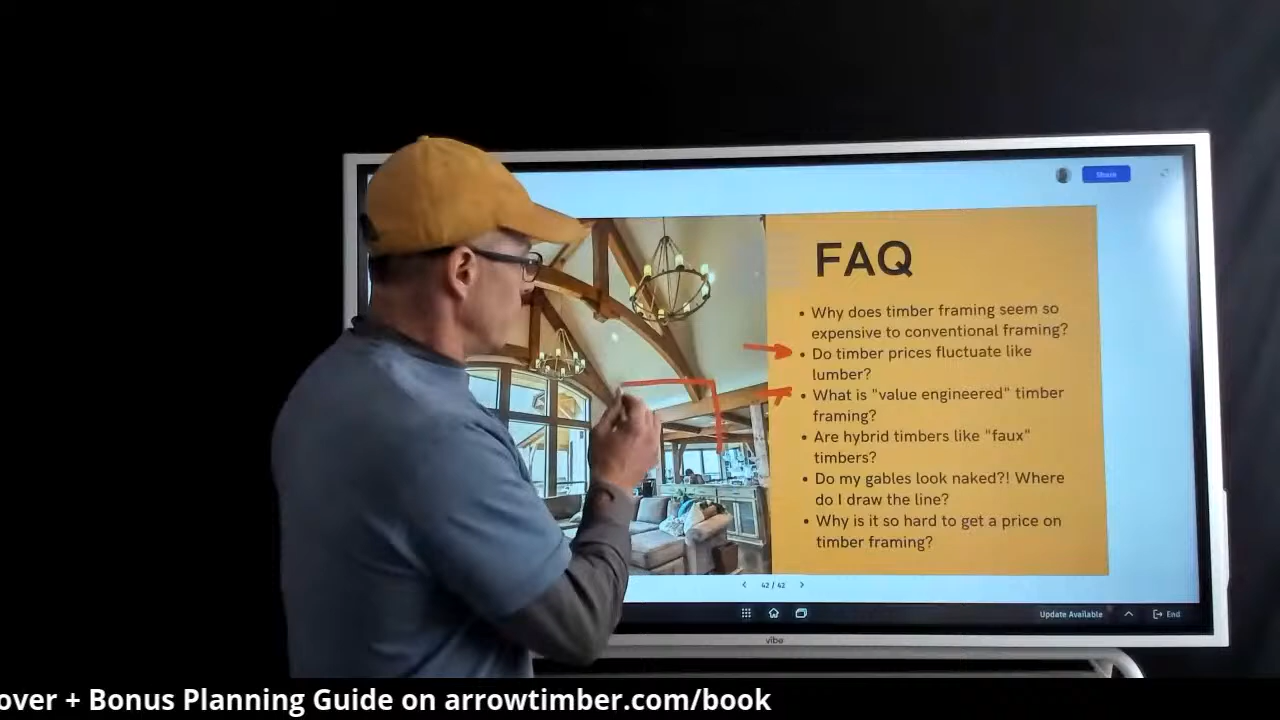 Share
FAQ
• Why does timber framing seem so
expensive to conventional framing?
• Do timber prices fluctuate like
lumber?
• What is "value engineered" timber
framing?
• Are hybrid timbers like "faux"
timbers?
• Do my gables look naked?! Where
do I draw the line?
• Why is it so hard to get a price on
timber framing?
42 / 42
Update Available
End
vibe
over + Bonus Planning Guide on arrowtimber.com/book